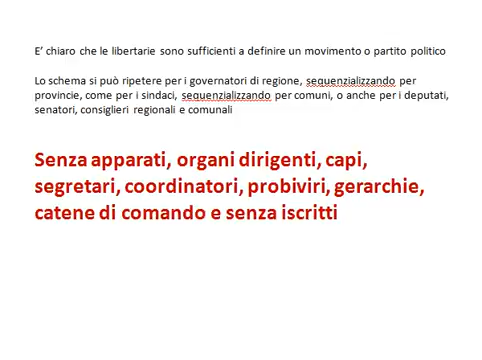 E' chiaro che le libertarie sono sufficienti a definire un movimento o partito politico
Lo schema si può ripetere per i governatori di regione, sequenzializzando per
provincie, come per i sindaci, sequenzializzando per comuni, o anche per i deputati,
senatori, consiglieri regionali e comunali
Senza apparati, organi dirigenti, capi,
segretari, coordinatori, probiviri, gerarchie,
catene di comando e senza iscritti